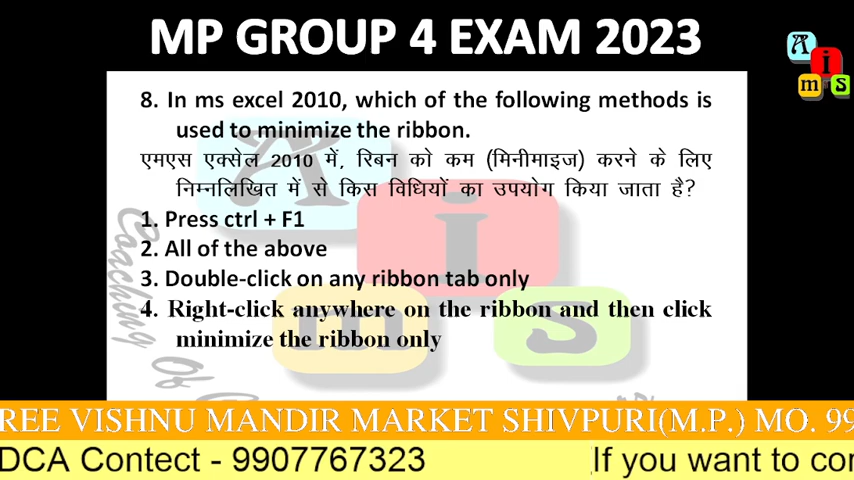 MP GROUP 4 EXAM 2023
A
i
m
S
8. In ms excel 2010, which of the following methods is
used to minimize the ribbon.
एमएस एक्सेल 2010 में, रिबन को कम (मिनीमाइज) करने के लिए
निम्नलिखित में से किस विधियों का उपयोग किया जाता है?
1. Press ctrl + F1
2. All of the above
3. Double-click on any ribbon tab only
4. Right-click anywhere on the ribbon and then click
minimize the ribbon only
Coaching Of
REE VISHNU MANDIR MARKET SHIVPURI(M.P.) MO. 99
DCA Contect - 9907767323 If you want to cor